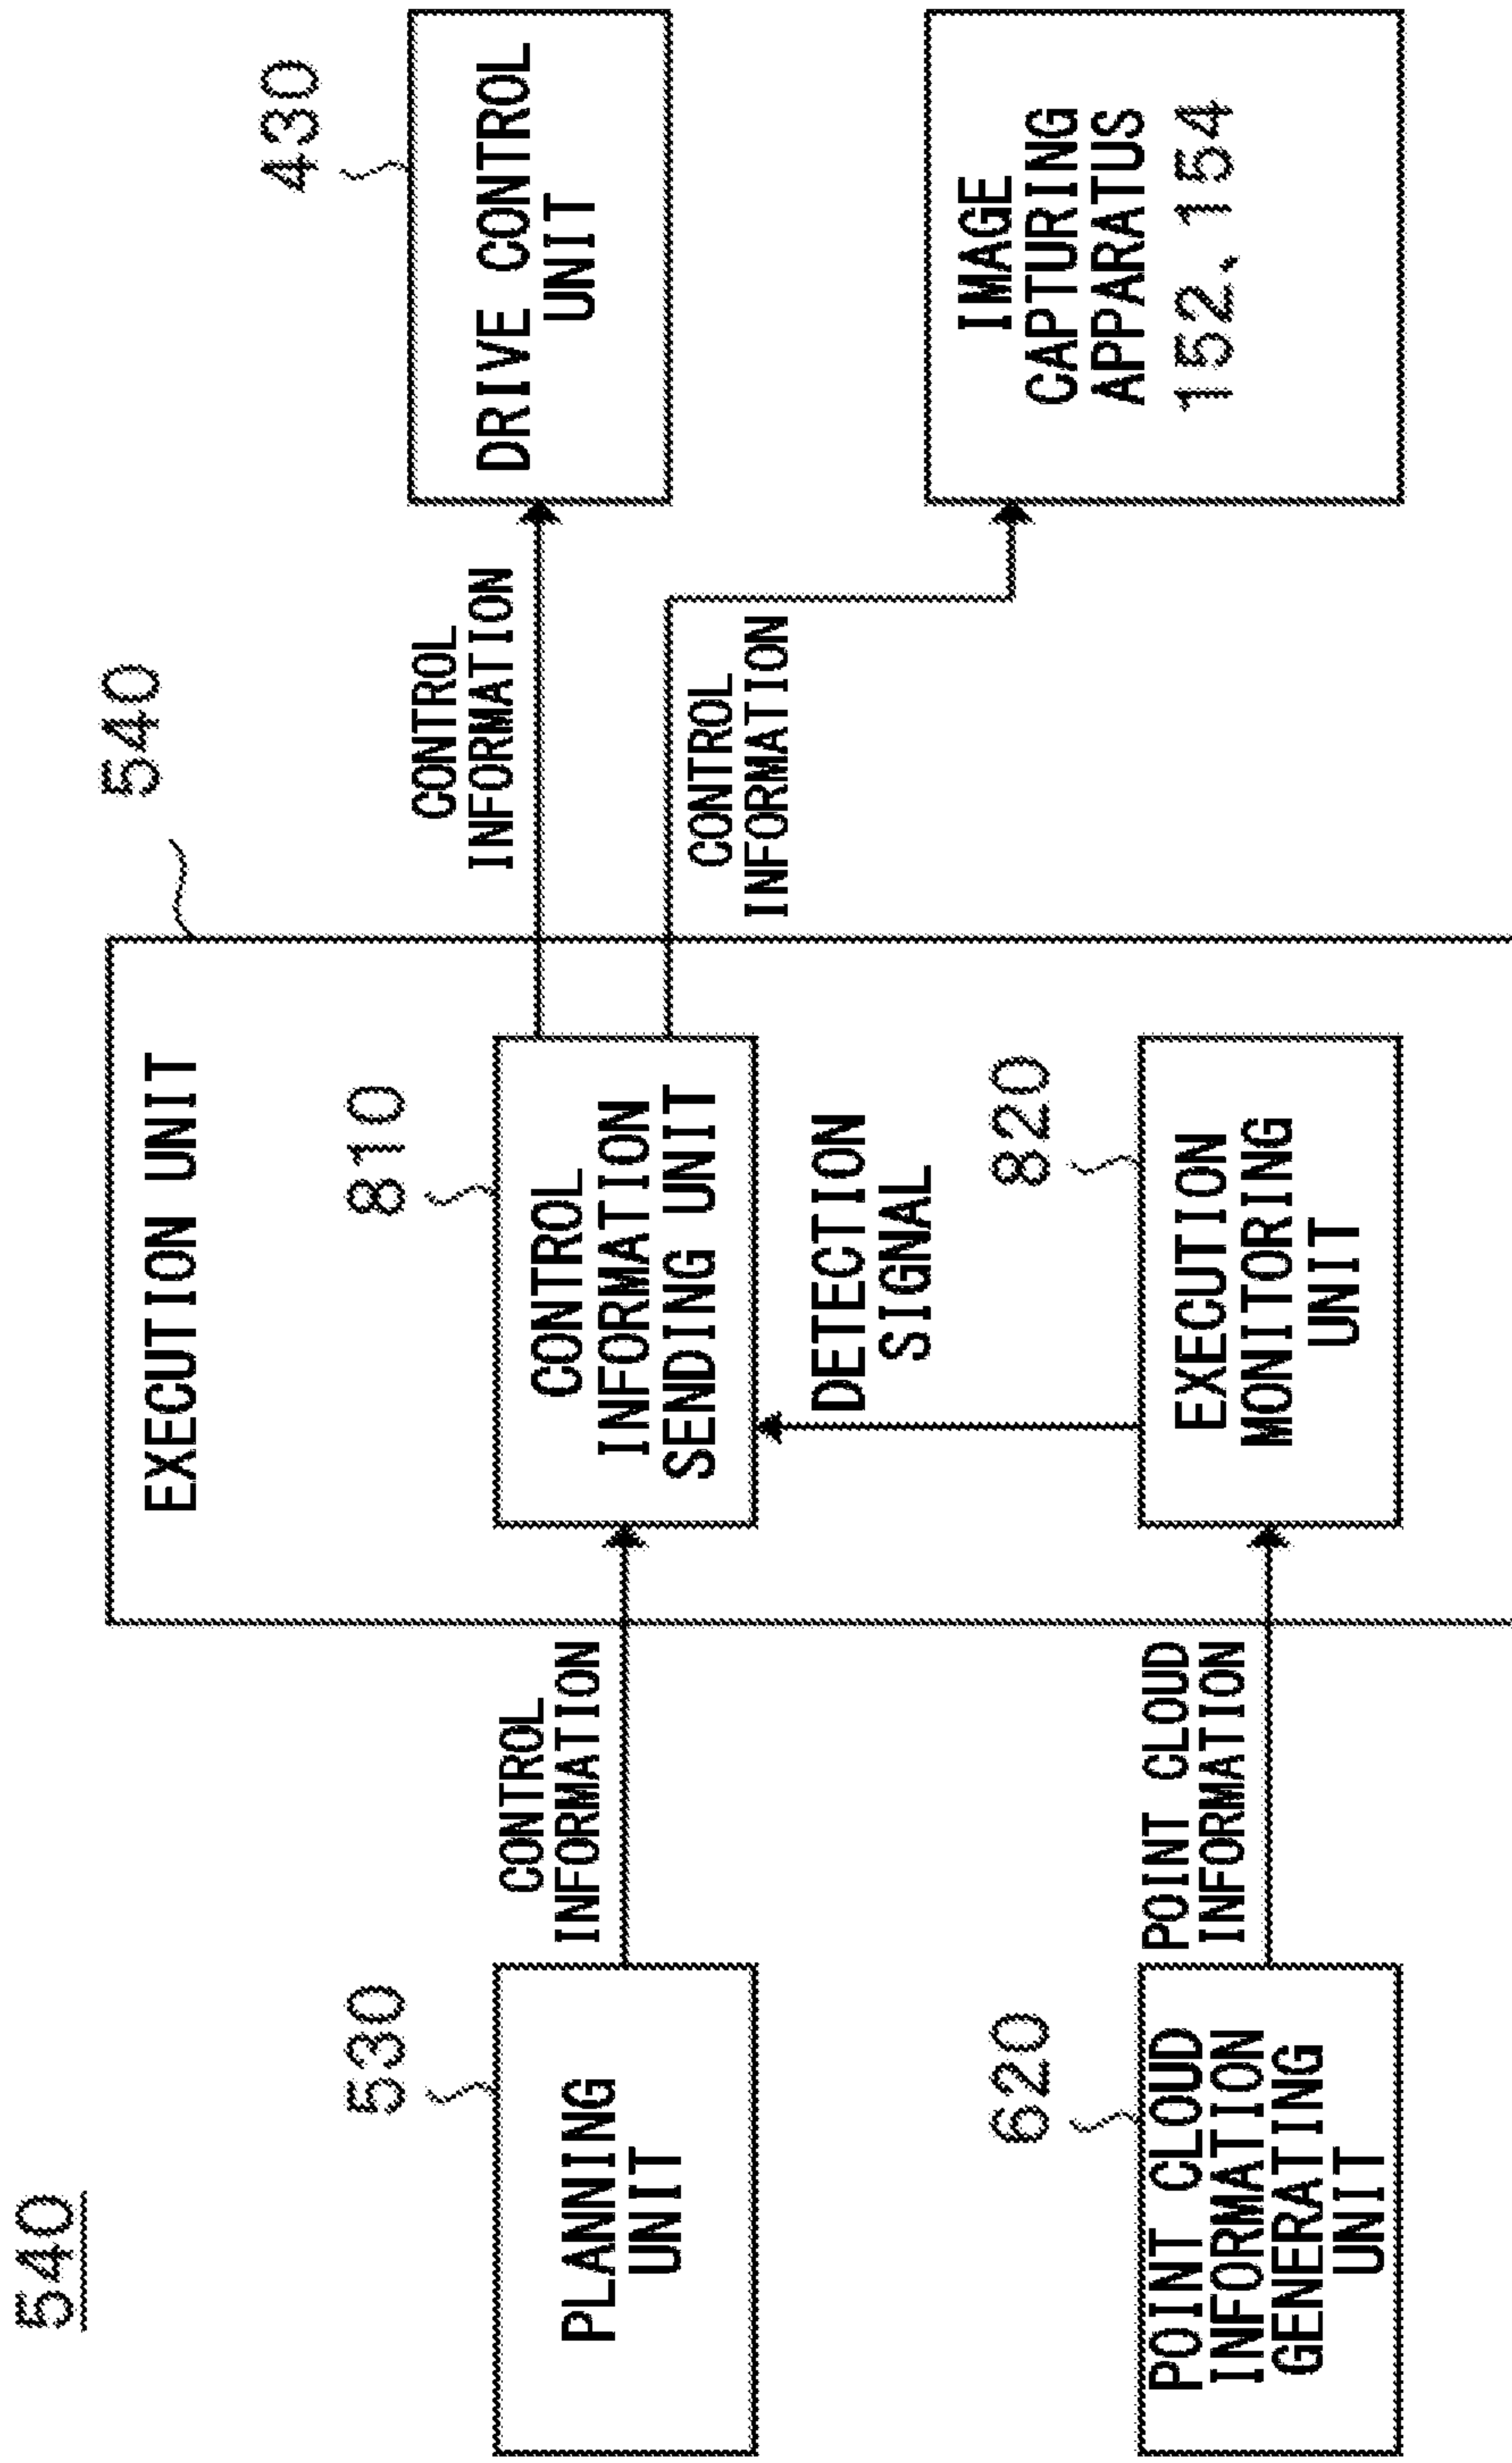 540
540
EXECUTION UNIT
430
530
810
DRIVE CONTROL
UNIT
PLANNING
UNIT
CONTROL
INFORMATION
CONTROL
INFORMATION
SENDING UNIT
CONTROL
INFORMATION
CONTROL
INFORMATION
DETECTION
SIGNAL
620
820
POINT CLOUD
INFORMATION
GENERATING
UNIT
POINT CLOUD
INFORMATION
EXECUTION
MONITORING
UNIT
IMAGE
CAPTURING
APPARATUS
152、154